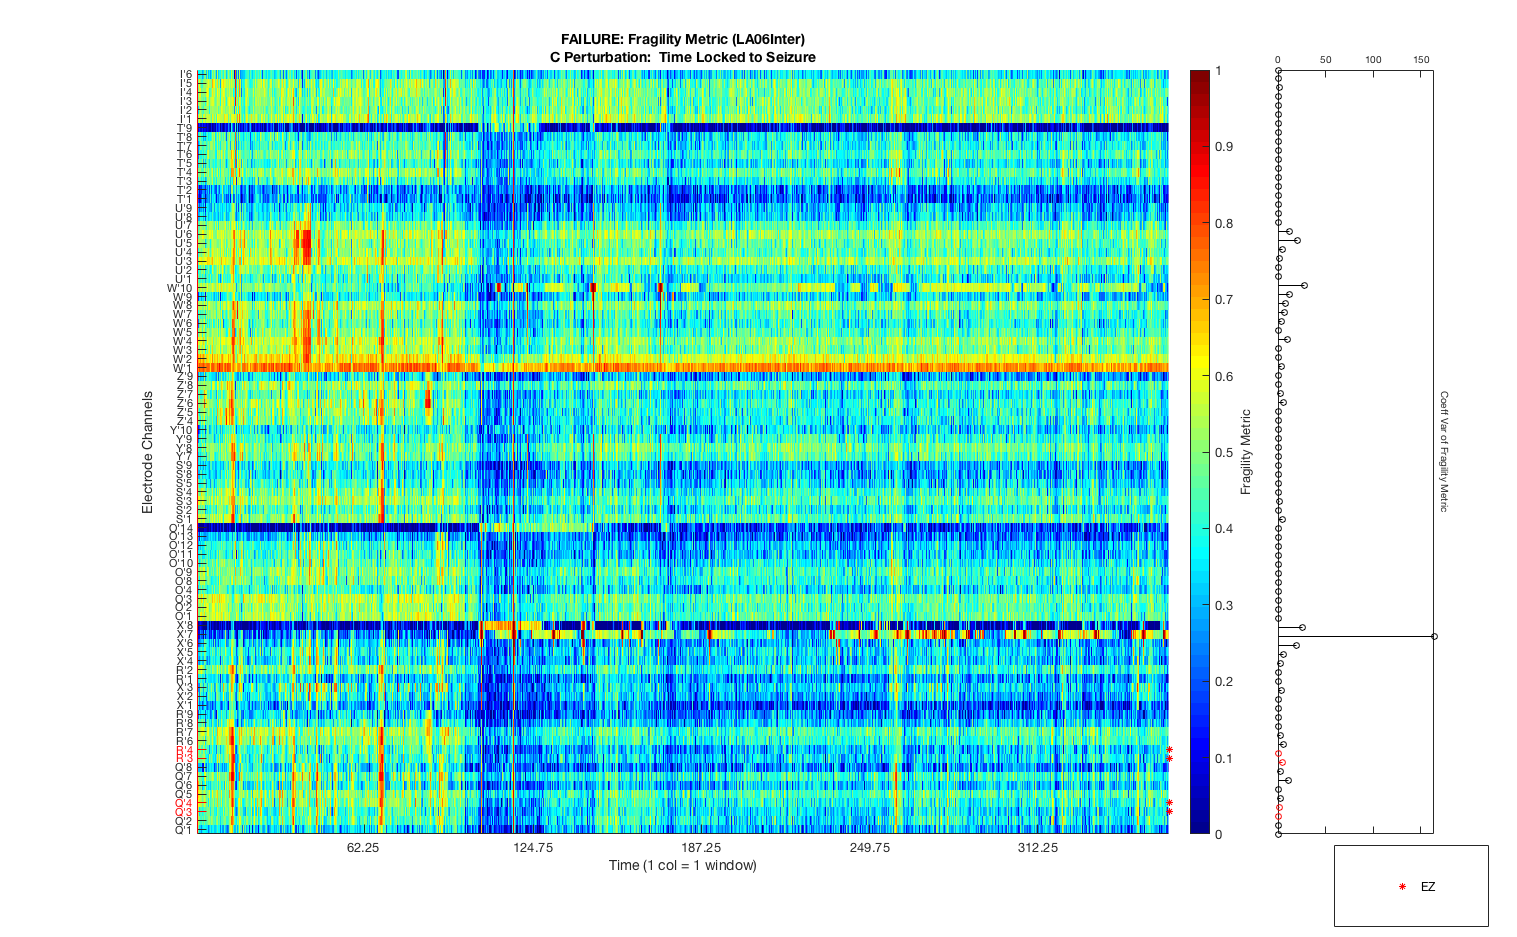 FAILURE: Fragility Metric (LA06Inter)
C Perturbation: Time Locked to Seizure
Electrode Channels
I'6
I'5
I'4
I'3
I'2
I'1
T'9
T'8
T'7
T'6
T'5
T'4
T'3
T'2
T'1
U'9
U'8
U'7
U'6
U'5
U'4
U'3
U'2
U'1
W'10
W'9
W'8
W'7
W'6
W'5
W'4
W'3
W'2
W'1
Z'9
Z'8
Z'7
Z'6
Z'5
Z'4
Y'10
Y'9
Y'8
Y'7
S'9
S'8
S'5
S'4
S'3
S'2
S'1
O'14
O'13
O'12
O'11
O'10
O'9
O'8
O'4
O'3
O'2
O'1
X'8
X'7
X'6
X'5
X'4
R'2
R'1
X'3
X'2
X'1
R'9
R'8
R'7
R'6
R'4
R'3
Q'8
Q'7
Q'6
Q'5
Q'4
Q'3
Q'2
Q'1
62.25 124.75 187.25 249.75 312.25
Time (1 col = 1 window)
1
0.9
0.8
0.7
0.6
0.5
0.4
0.3
0.2
0.1
0
Fragility Metric
0 50 100 150
Coeff Var of Fragility Metric
EZ